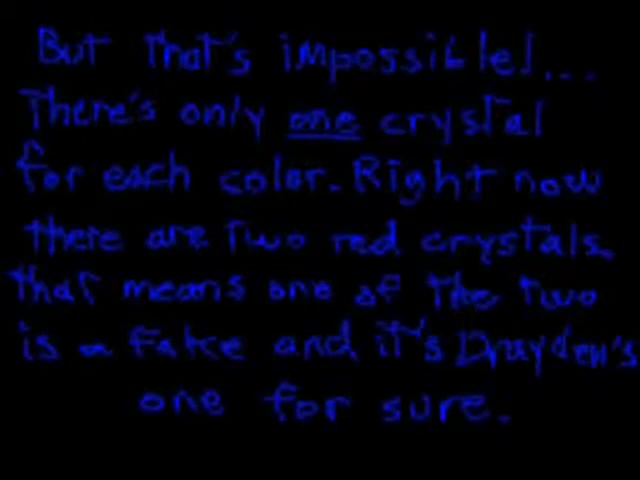 But that's impossible!...
There's only one crystal
for each color. Right now
there are two red crystals,
that means one of the two
is a fake and it's Drayden's
one for sure.